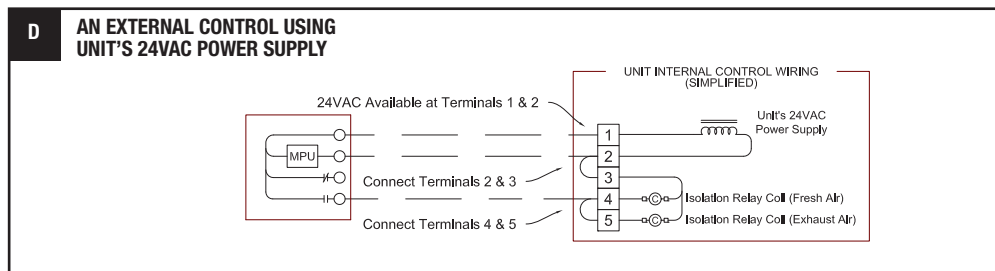 D
AN EXTERNAL CONTROL USING
UNIT'S 24VAC POWER SUPPLY
UNIT INTERNAL CONTROL WIRING
(SIMPLIFIED)
24VAC Available at Terminals 1 & 2
Unit's 24VAC
Power Supply
MPU
1
2
3
4
5
Connect Terminals 2 & 3
Connect Terminals 4 & 5
C
Isolation Relay Coil (Fresh Air)
C
Isolation Relay Coil (Exhaust Air)